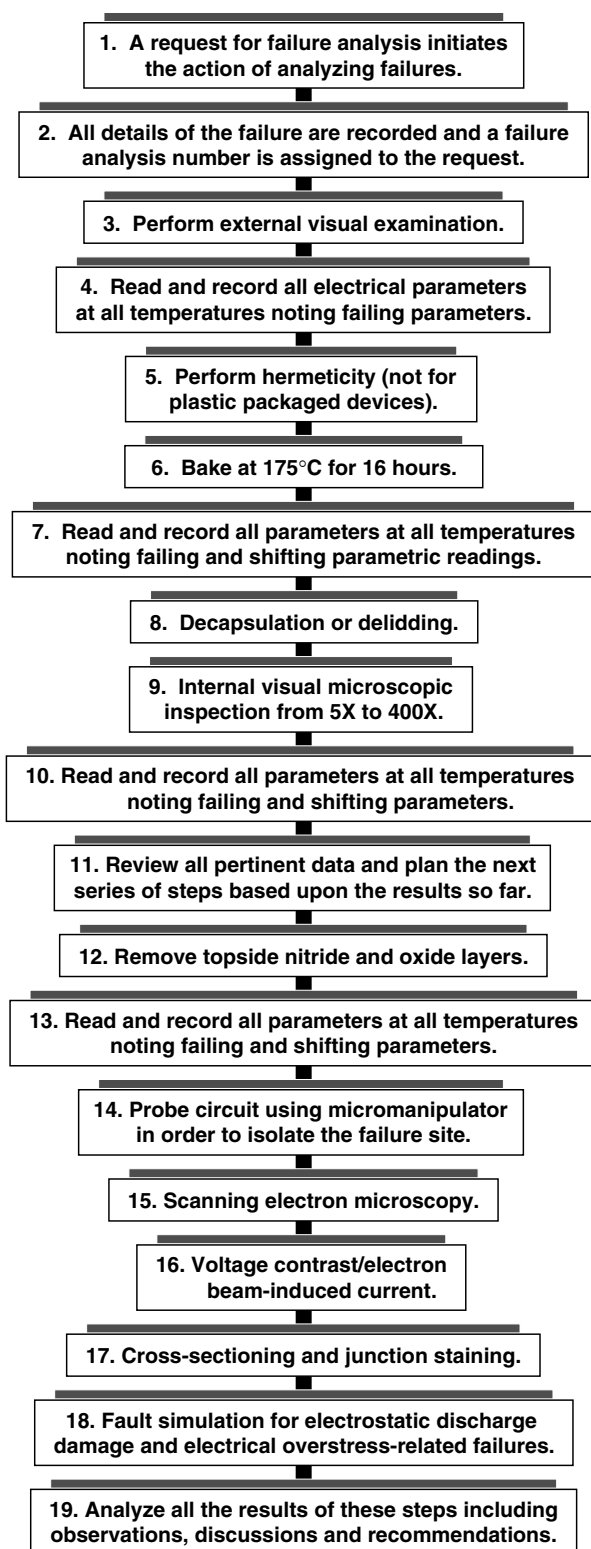 1. A request for failure analysis initiates
the action of analyzing failures.
2. All details of the failure are recorded and a failure
analysis number is assigned to the request.
3. Perform external visual examination.
4. Read and record all electrical parameters
at all temperatures noting failing parameters.
5. Perform hermeticity (not for
plastic packaged devices).
6. Bake at 175°C for 16 hours.
7. Read and record all parameters at all temperatures
noting failing and shifting parametric readings.
8. Decapsulation or delidding.
9. Internal visual microscopic
inspection from 5X to 400X.
10. Read and record all parameters at all temperatures
noting failing and shifting parameters.
11. Review all pertinent data and plan the next
series of steps based upon the results so far.
12. Remove topside nitride and oxide layers.
13. Read and record all parameters at all temperatures
noting failing and shifting parameters.
14. Probe circuit using micromanipulator
in order to isolate the failure site.
15. Scanning electron microscopy.
16. Voltage contrast/electron
beam-induced current.
17. Cross-sectioning and junction staining.
18. Fault simulation for electrostatic discharge
damage and electrical overstress-related failures.
19. Analyze all the results of these steps including
observations, discussions and recommendations.